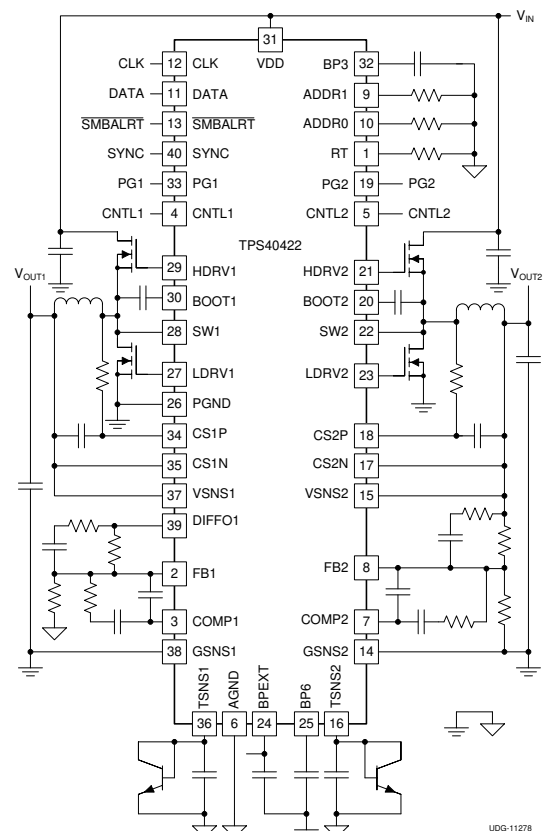 VIN
31
VDD
CLK 12 CLK
BP3 32
DATA 11 DATA
ADDR1 9
SMBALRT 13 SMBALRT
ADDR0 10
SYNC 40 SYNC
RT 1
PG1 33 PG1
PG2 19 PG2
CNTL1 4 CNTL1
CNTL2 5 CNTL2
TPS40422
VOUT1
29 HDRV1
HDRV2 21
VOUT2
30 BOOT1
BOOT2 20
28 SW1
SW2 22
27 LDRV1
LDRV2 23
26 PGND
34 CS1P
CS2P 18
35 CS1N
CS2N 17
37 VSNS1
VSNS2 15
39 DIFFO1
2 FB1
FB2 8
3 COMP1
COMP2 7
38 GSNS1
GSNS2 14
TSNS1 AGND BPEXT BP6 TSNS2
36 6 24 25 16
UDG-11278